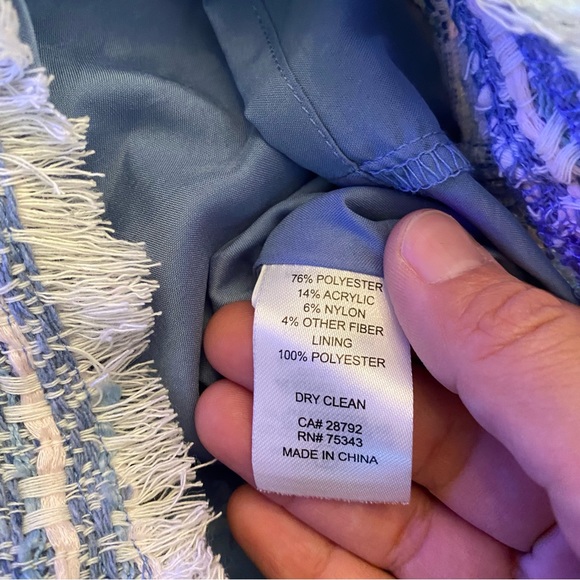 76% POLYESTER
14% ACRYLIC
6% NYLON
4% OTHER FIBER
LINING
100% POLYESTER
DRY CLEAN
CA# 28792
RN# 75343
MADE IN CHINA